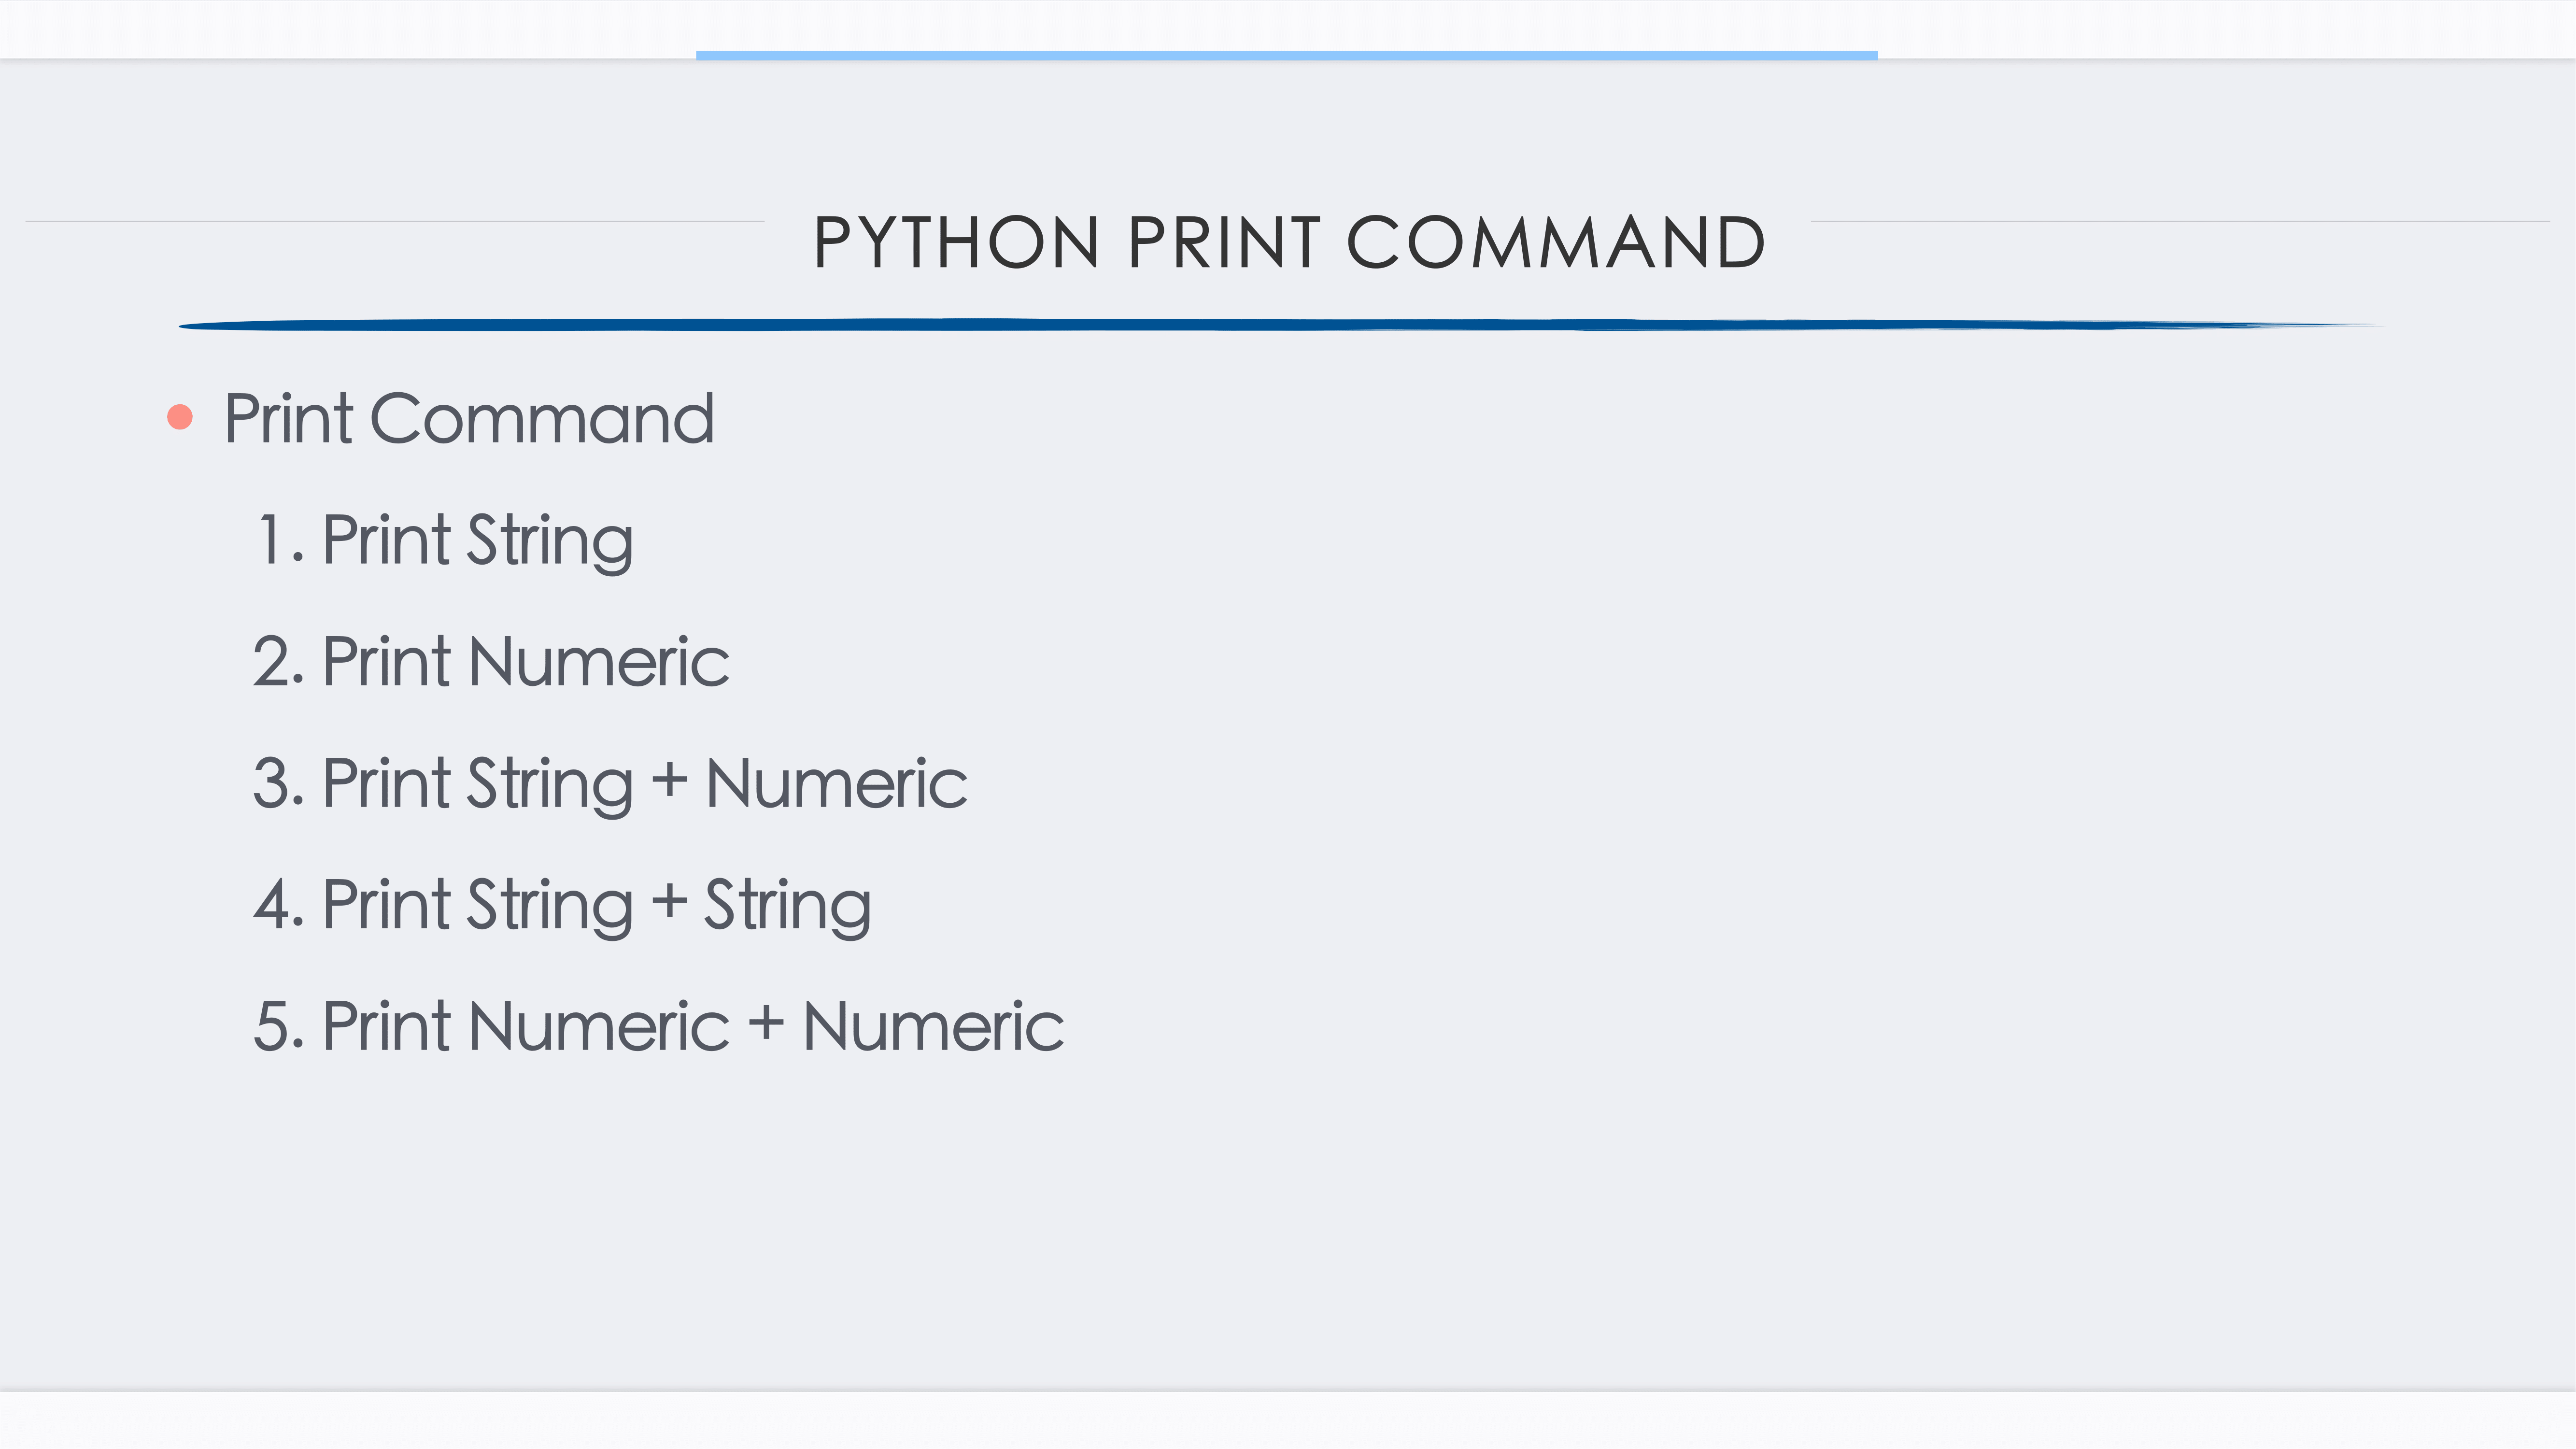 PYTHON PRINT COMMAND
• Print Command
1. Print String
2. Print Numeric
3. Print String + Numeric
4. Print String + String
5. Print Numeric + Numeric